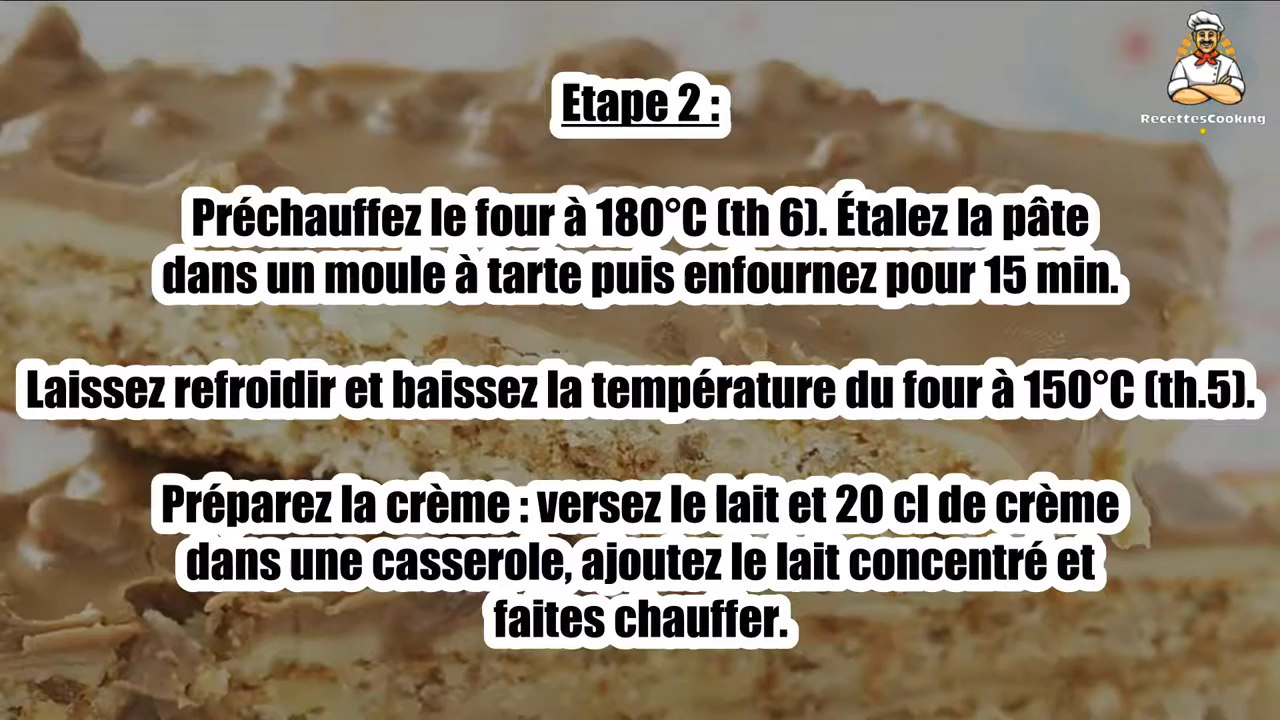 RecettesCooking
Etape 2 :
Préchauffez le four à 180°C (th 6). Étalez la pâte
dans un moule à tarte puis enfournez pour 15 min.
Laissez refroidir et baissez la température du four à 150°C (th.5).
Préparez la crème : versez le lait et 20 cl de crème
dans une casserole, ajoutez le lait concentré et
faites chauffer.